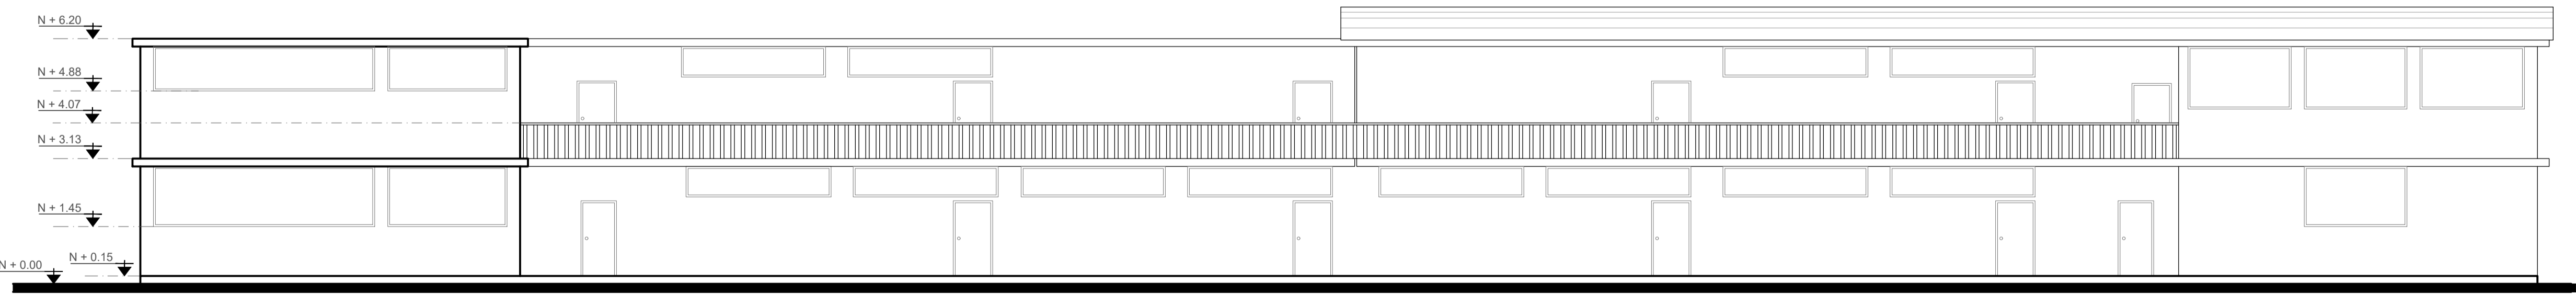 N + 6.20
N + 4.88
N + 4.07
N + 3.13
N + 1.45
N + 0.15
N + 0.00